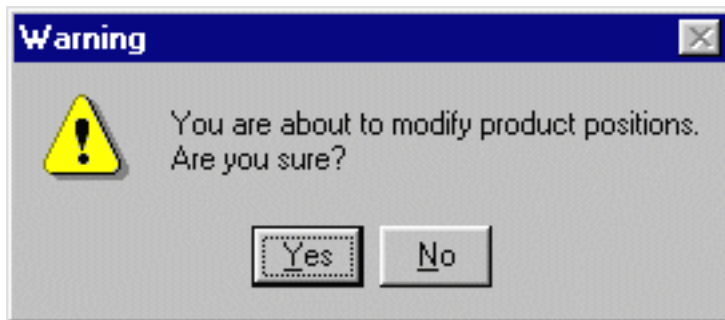 Warning
You are about to modify product positions.
Are you sure?
Yes
No